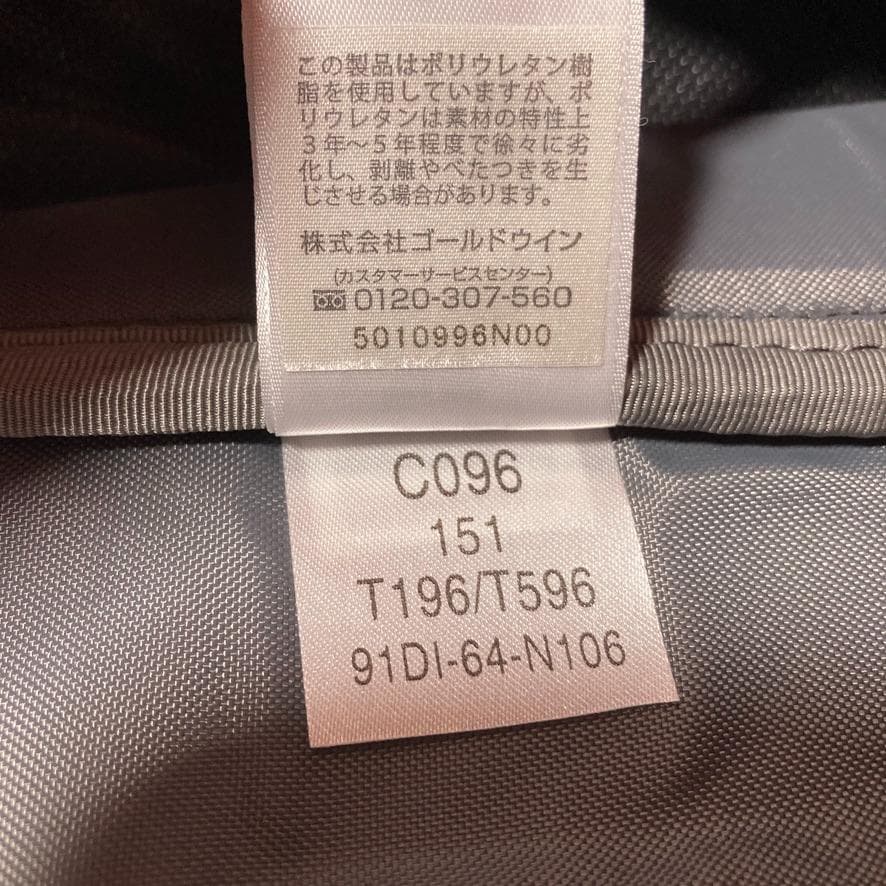 この製品はポリウレタン樹
脂を使用していますが、ポ
リウレタンは素材の特性上
3年〜5年程度で徐々に劣
化し、剥離やべたつきを生
じさせる場合があります。
株式会社ゴールドウイン
(カスタマーサービスセンター)
0120-307-560
5010996N00
C096
151
T196/T596
91DI-64-N106